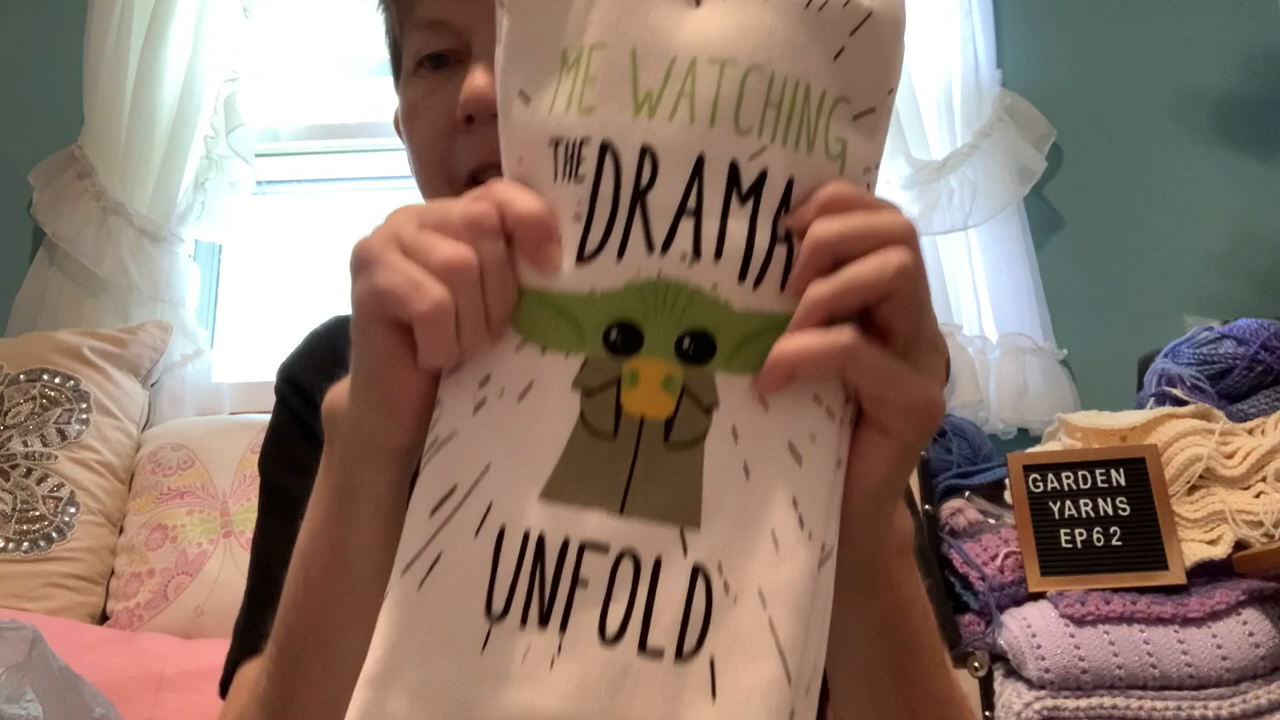 ME WATCHING
THE DRAMA
UNFOLD
GARDEN
YARNS
EP62